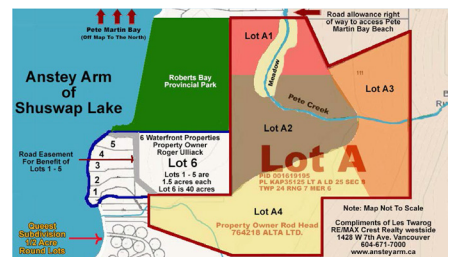 Pete Martin Bay
(Off Map To The North)
Road allowance right
of way to access Pete
Martin Bay Beach
Anstey Arm
of
Shuswap Lake
Roberts Bay
Provincial Park
Lot A1
Meadow
Pete Creek
Lot A3
Lot A2
Road Easement
For Benefit of
Lots 1 - 5
5
4
3
2
1
6 Waterfront Properties
Property Owner
Roger Ulliack
Lot 6
Lots 1 - 5 are
1.5 acres each
Lot 6 is 40 acres
Lot A
PID 001619195
PL KAP35125 LT A LD 25 SEC 8
TWP 24 RHG 7 MER 6
Lot A4
Property Owner Rod Head
764218 ALTA LTD.
Quest
Subdivision
1/2 Acre
Round Lots
Note: Map Not To Scale
Compliments of Les Twarog
RE/MAX Crest Realty westside
1428 W 7th Ave. Vancouver
604-671-7000
www.ansteyarm.ca